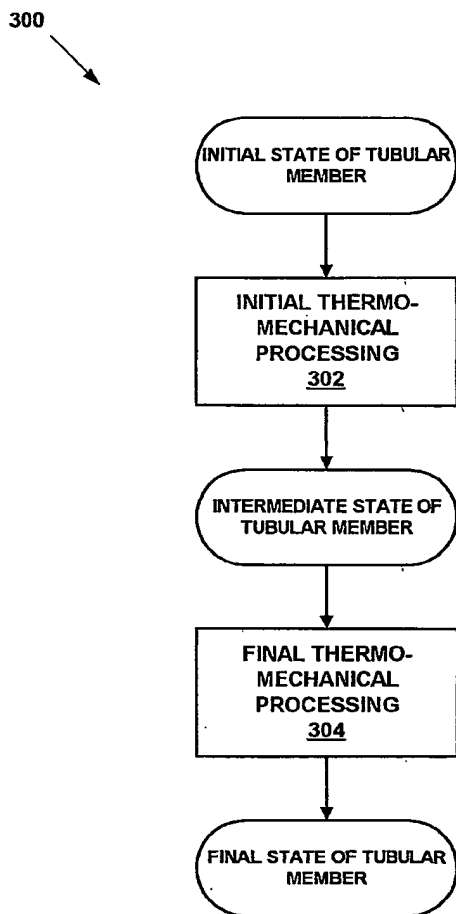 300
INITIAL STATE OF TUBULAR
MEMBER
INITIAL THERMO-
MECHANICAL
PROCESSING
302
INTERMEDIATE STATE OF
TUBULAR MEMBER
FINAL THERMO-
MECHANICAL
PROCESSING
304
FINAL STATE OF TUBULAR
MEMBER